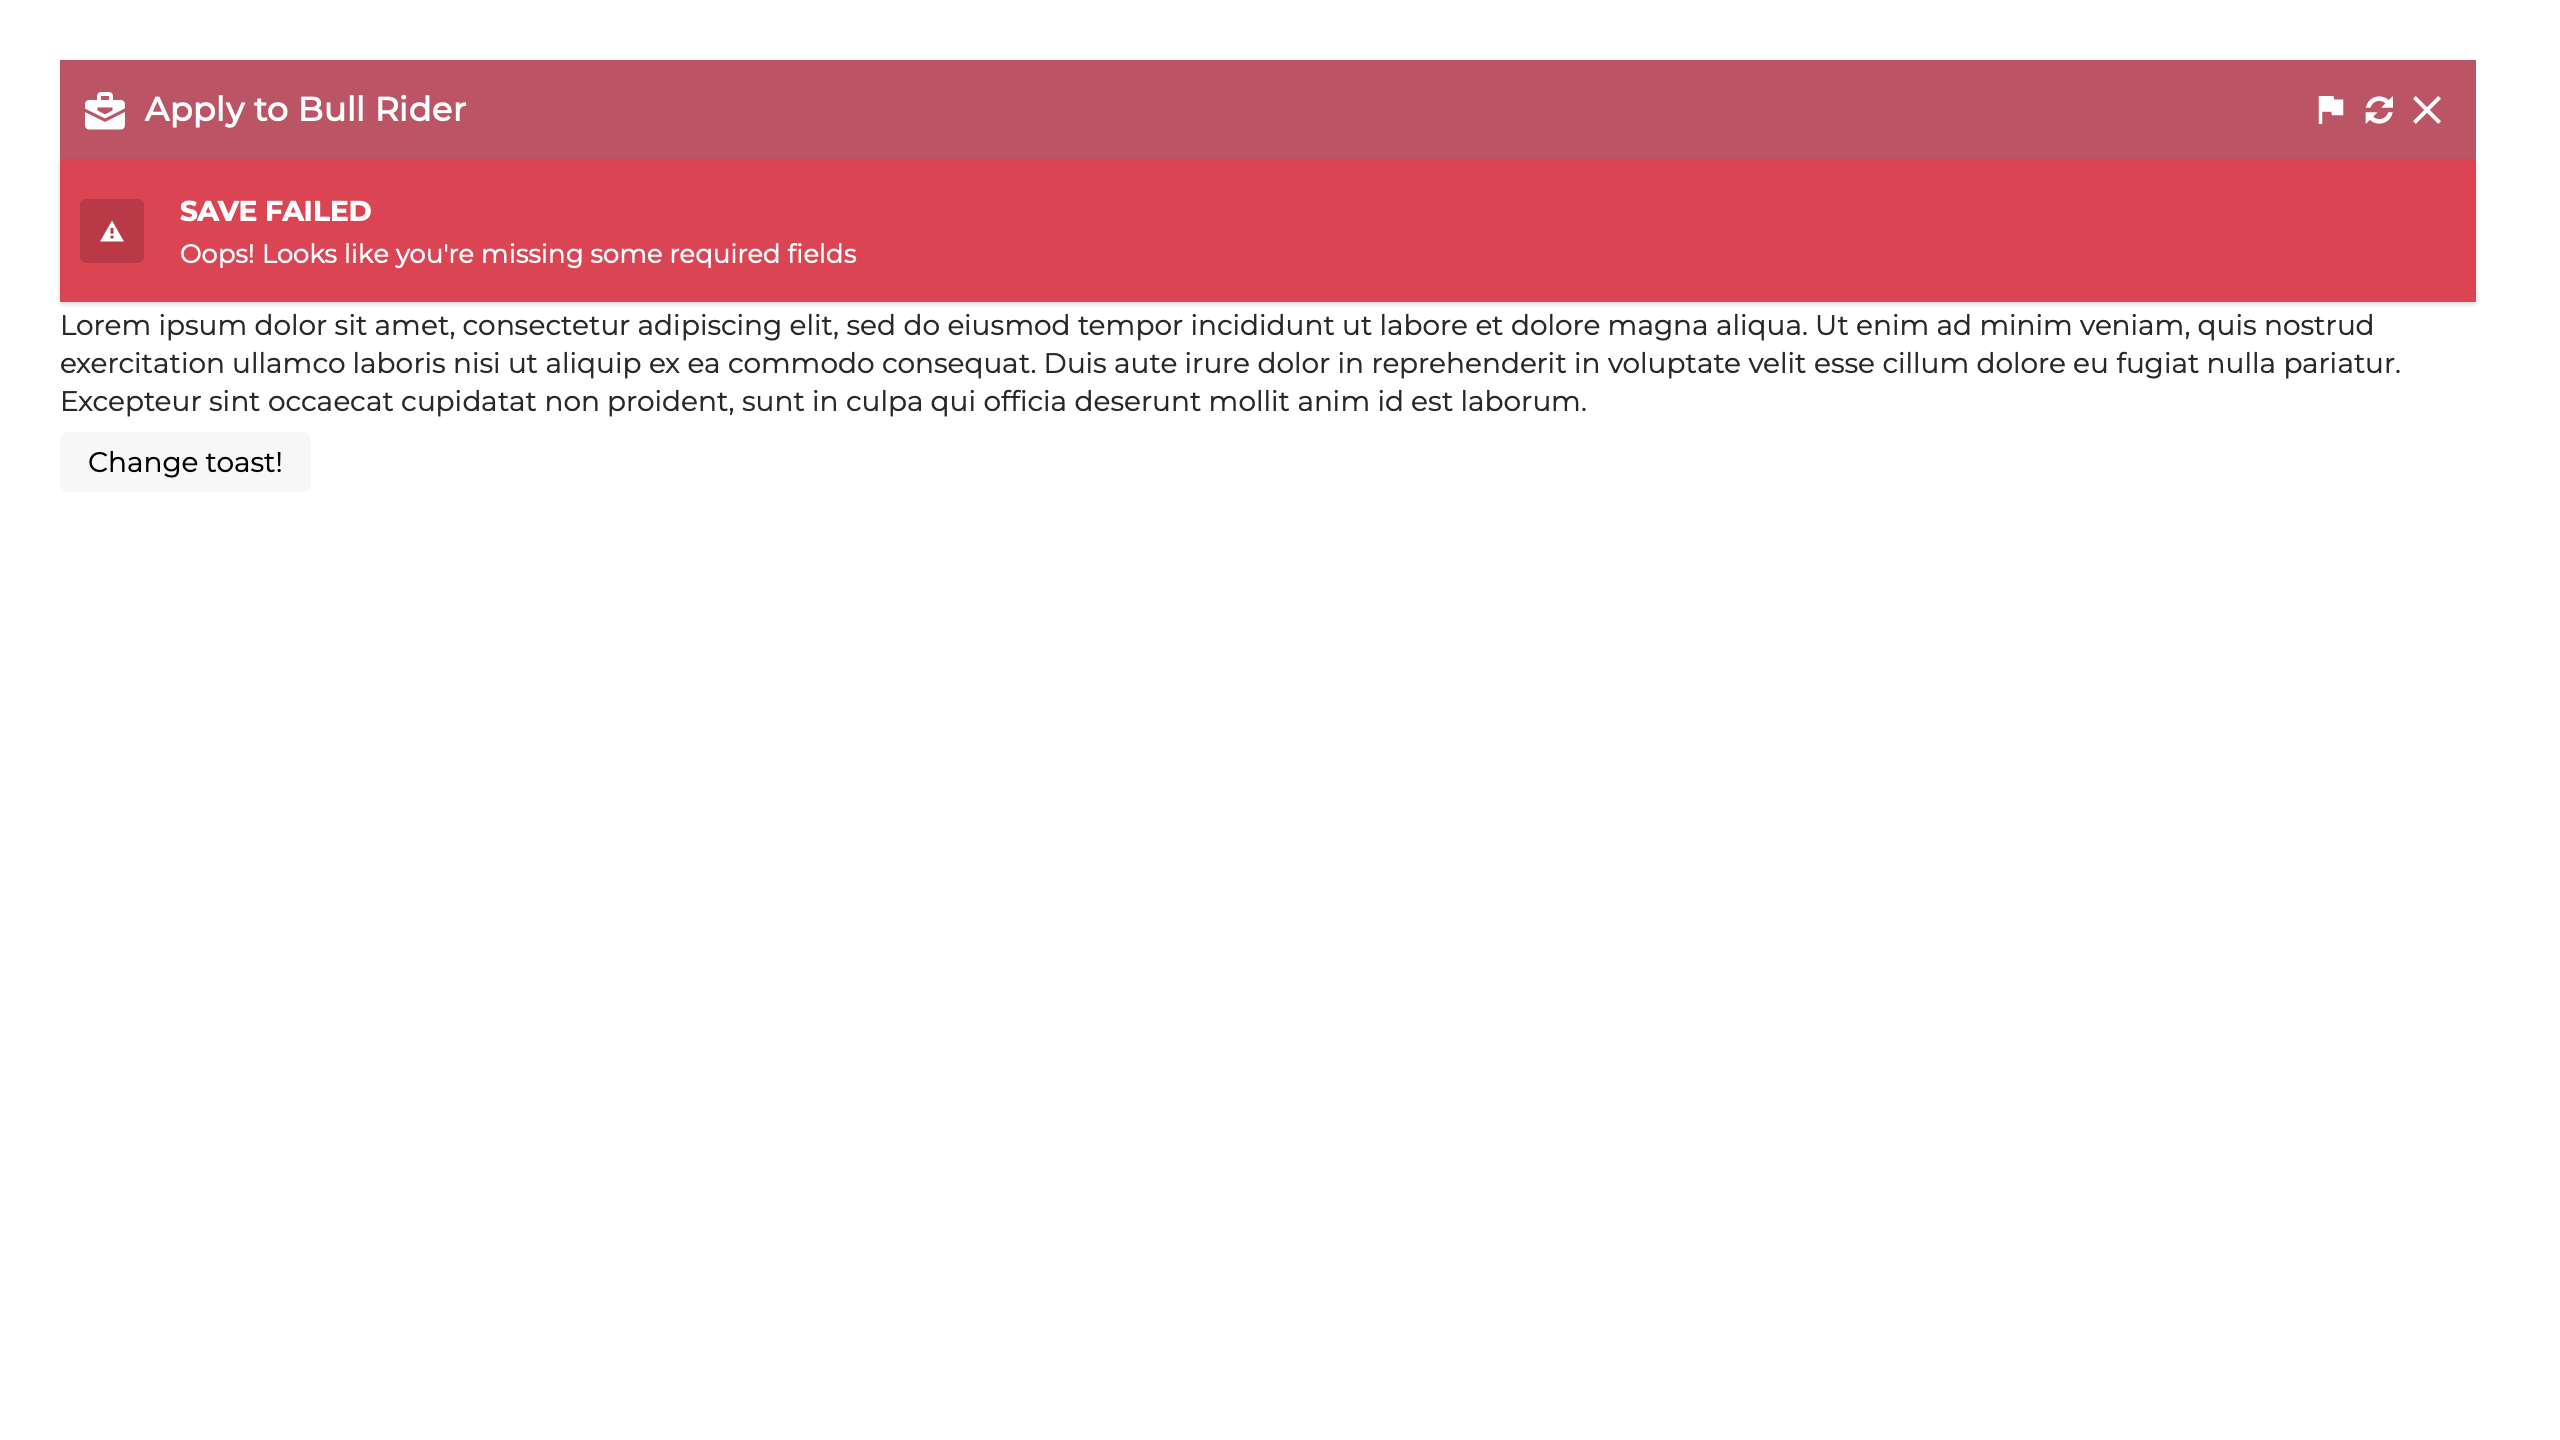 Apply to Bull Rider
SAVE FAILED
Oops! Looks like you're missing some required fields
Lorem ipsum dolor sit amet, consectetur adipiscing elit, sed do eiusmod tempor incididunt ut labore et dolore magna aliqua. Ut enim ad minim veniam, quis nostrud
exercitation ullamco laboris nisi ut aliquip ex ea commodo consequat. Duis aute irure dolor in reprehenderit in voluptate velit esse cillum dolore eu fugiat nulla pariatur.
Excepteur sint occaecat cupidatat non proident, sunt in culpa qui officia deserunt mollit anim id est laborum.
Change toast!